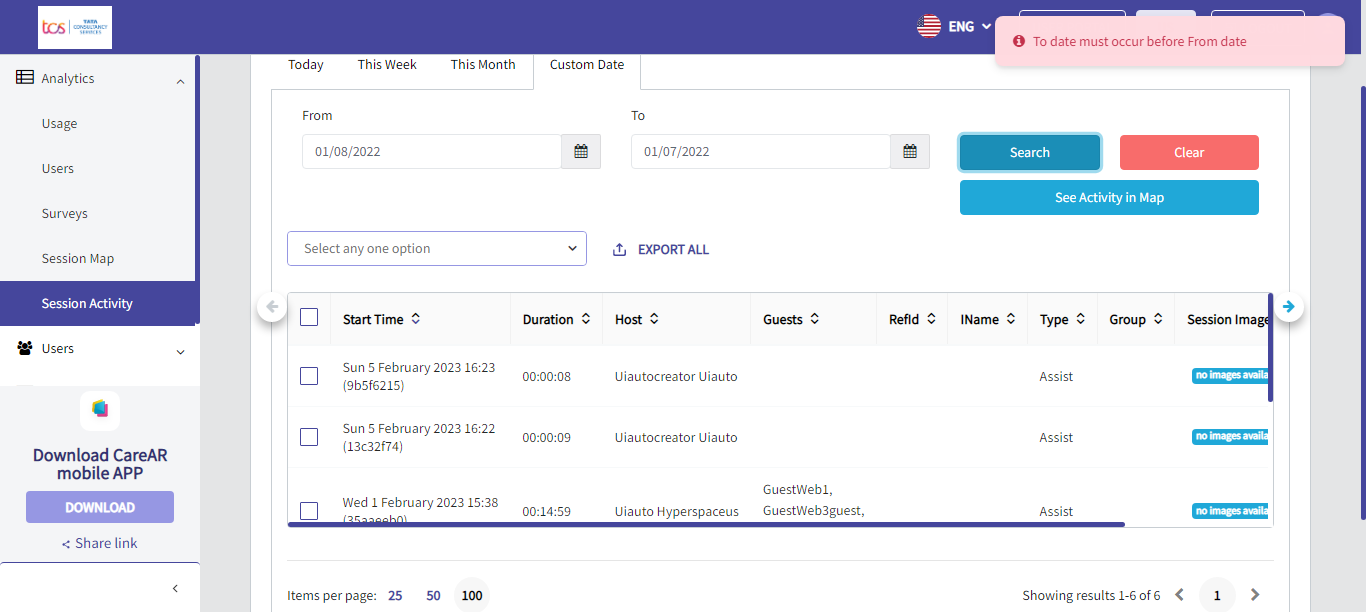 tcs TATA CONSULTANCY SERVICES
ENG
To date must occur before From date
Analytics
Usage
Users
Surveys
Session Map
Session Activity
Users
Download CareAR
mobile APP
DOWNLOAD
Share link
Today This Week This Month Custom Date
From To
01/08/2022 01/07/2022 Search Clear
See Activity in Map
Select any one option EXPORT ALL
Start Time Duration Host Guests RefId IName Type Group Session Image
Sun 5 February 2023 16:23
(9b5f6215) 00:00:08 Uiautocreator Uiauto Assist no images availa
Sun 5 February 2023 16:22
(13c32f74) 00:00:09 Uiautocreator Uiauto Assist no images availa
Wed 1 February 2023 15:38
(35aaeeb0) 00:14:59 Uiauto Hyperspaceus GuestWeb1,
GuestWeb3guest, Assist no images availa
Items per page: 25 50 100 Showing results 1-6 of 6 1